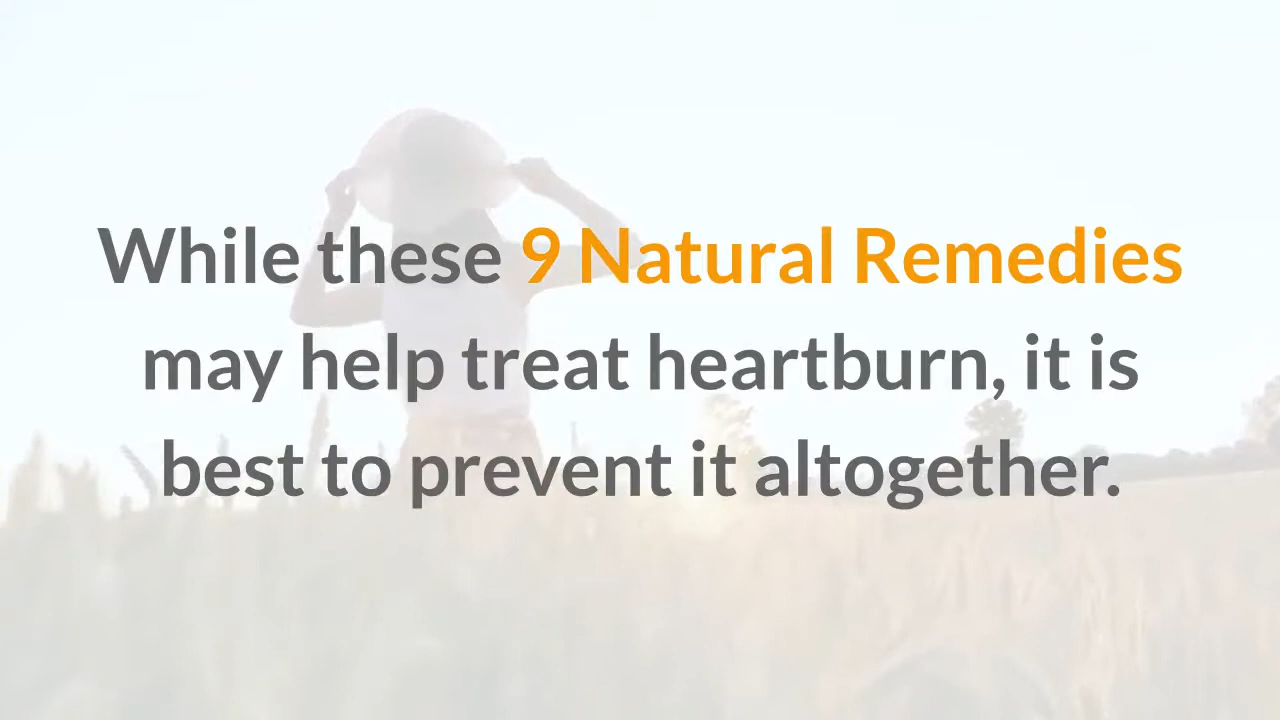 While these 9 Natural Remedies
may help treat heartburn, it is
best to prevent it altogether.